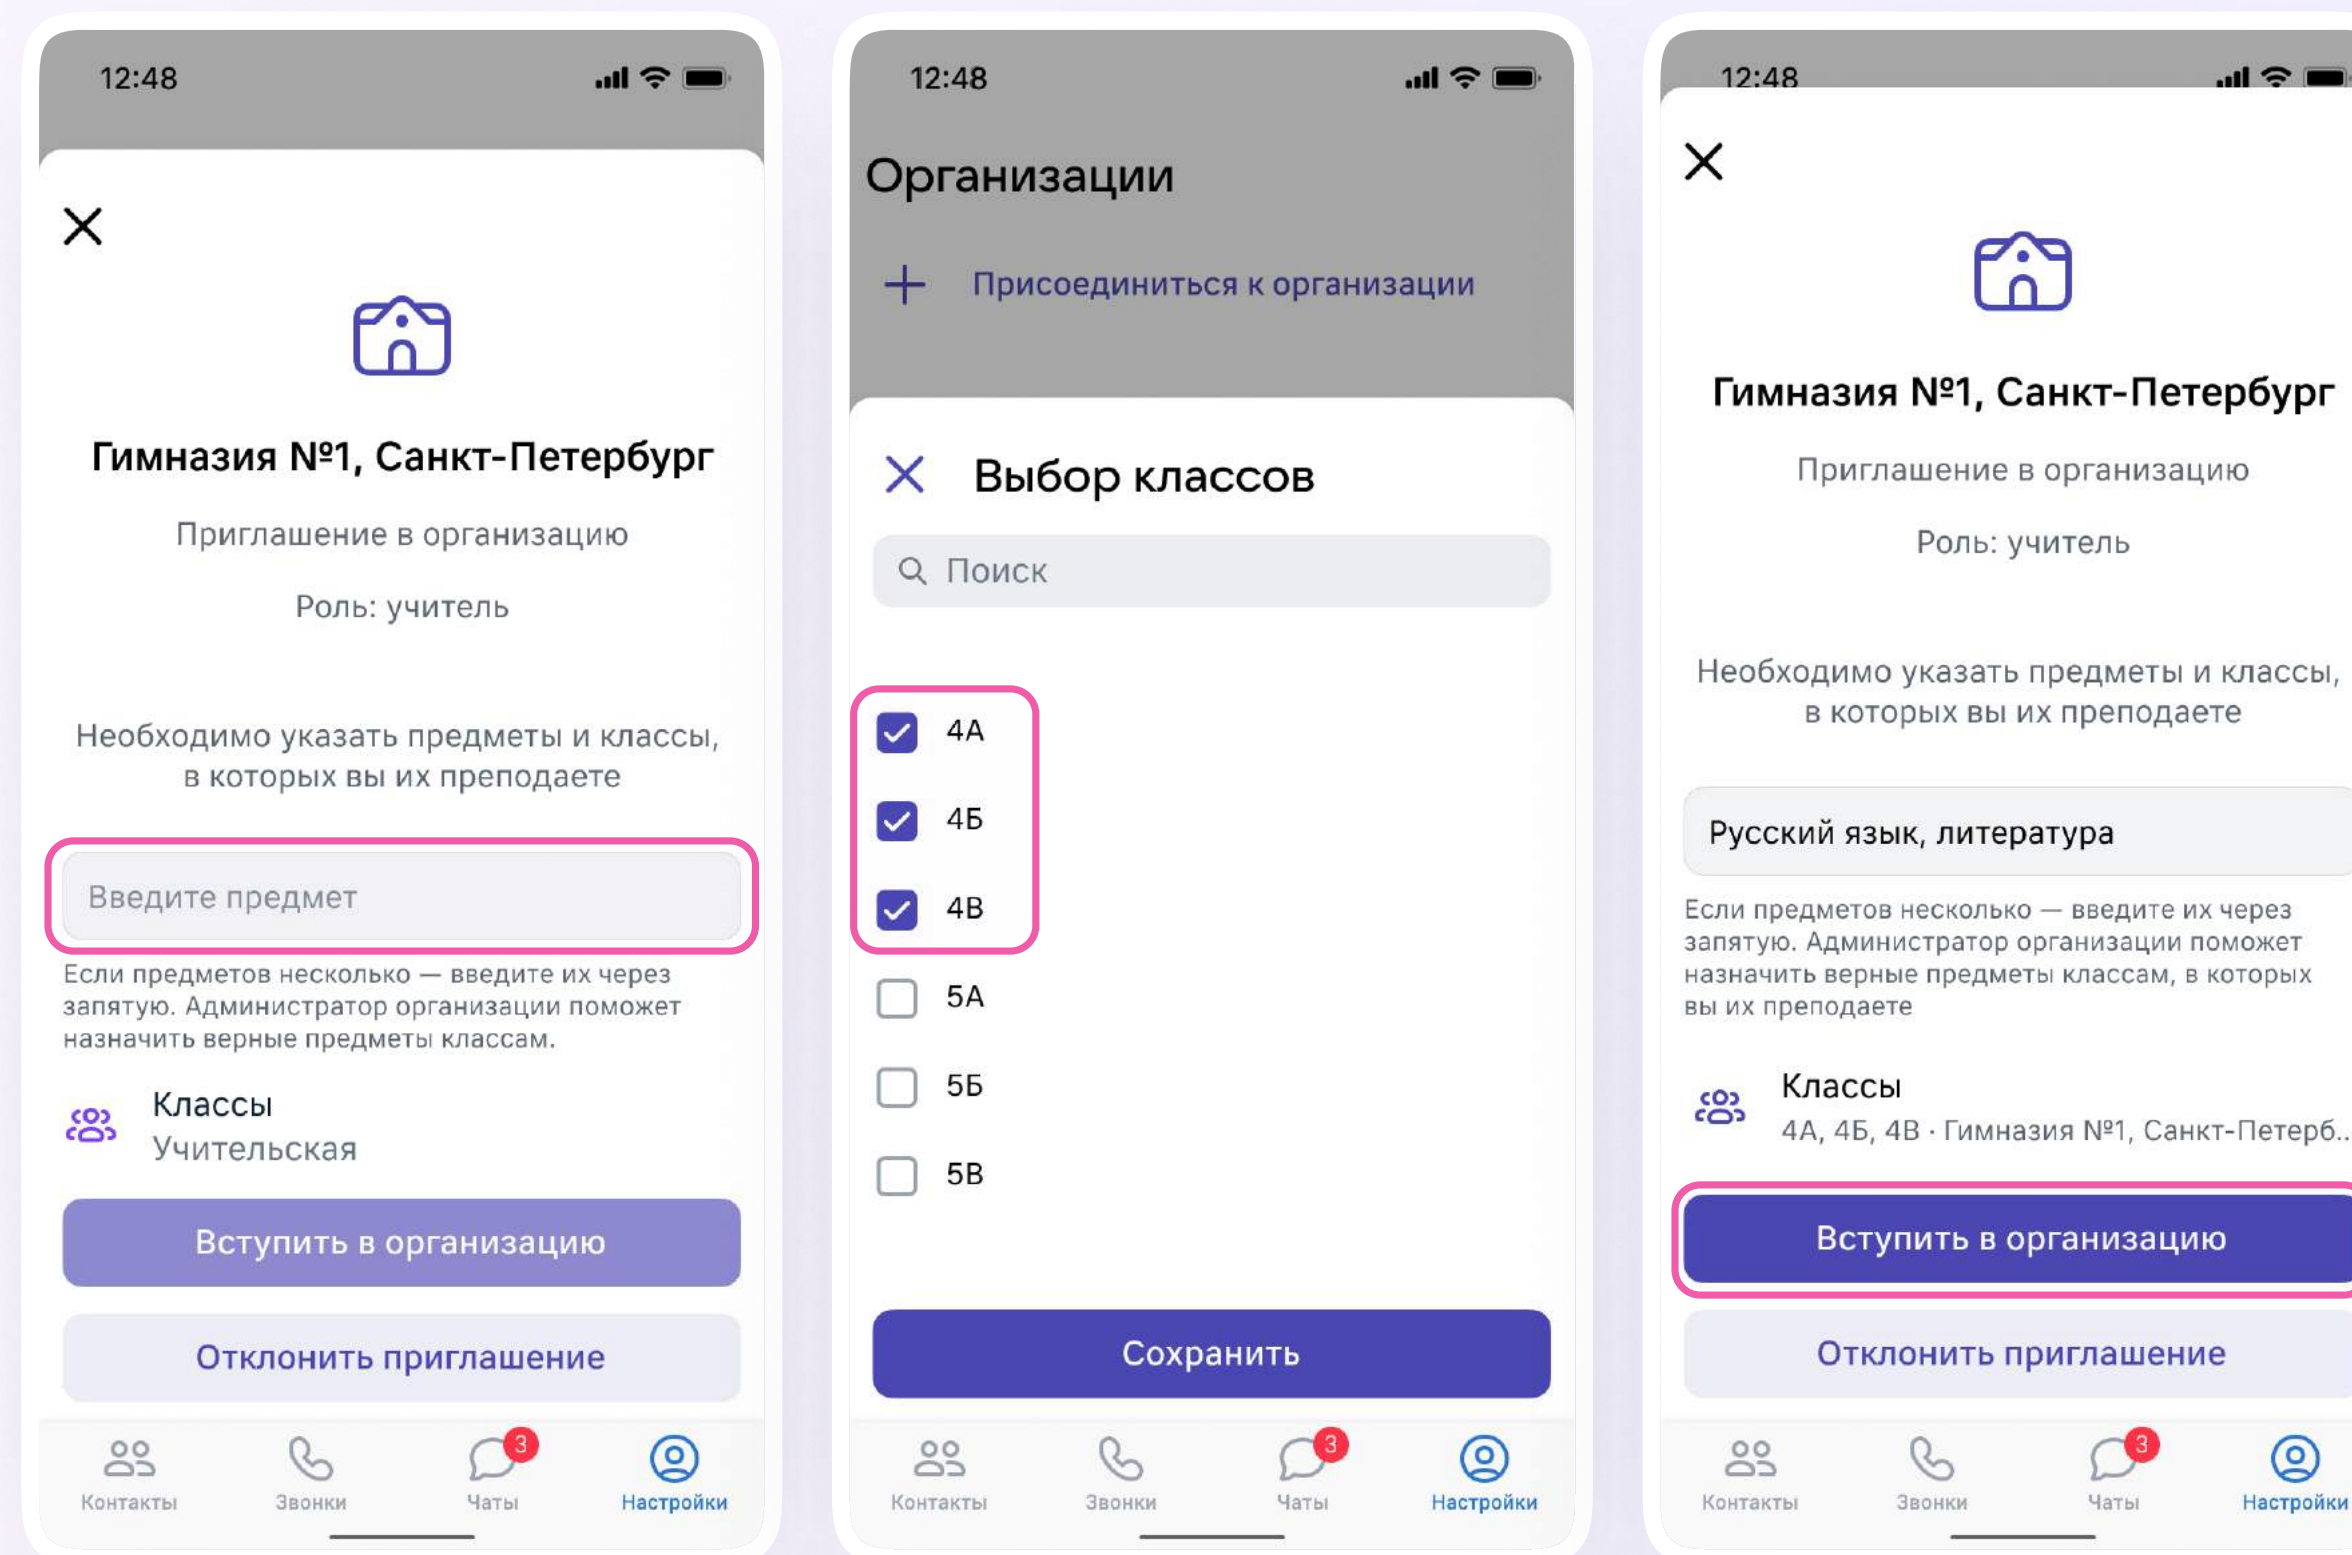 12:48
Гимназия №1, Санкт-Петербург
Приглашение в организацию
Роль: учитель
Необходимо указать предметы и классы,
в которых вы их преподаете
Введите предмет
Если предметов несколько — введите их через
запятую. Администратор организации поможет
назначить верные предметы классам.
Классы
Учительская
Вступить в организацию
Отклонить приглашение
3
Контакты Звонки Чаты Настройки
12:48
Организации
Присоединиться к организации
Выбор классов
Поиск
4А
4Б
4В
5А
5Б
5В
Сохранить
3
Контакты Звонки Чаты Настройки
12:48
Гимназия №1, Санкт-Петербург
Приглашение в организацию
Роль: учитель
Необходимо указать предметы и классы,
в которых вы их преподаете
Русский язык, литература
Если предметов несколько — введите их через
запятую. Администратор организации поможет
назначить верные предметы классам, в которых
вы их преподаете
Классы
4А, 4Б, 4В · Гимназия №1, Санкт-Петерб..
Вступить в организацию
Отклонить приглашение
3
Контакты Звонки Чаты Настройки